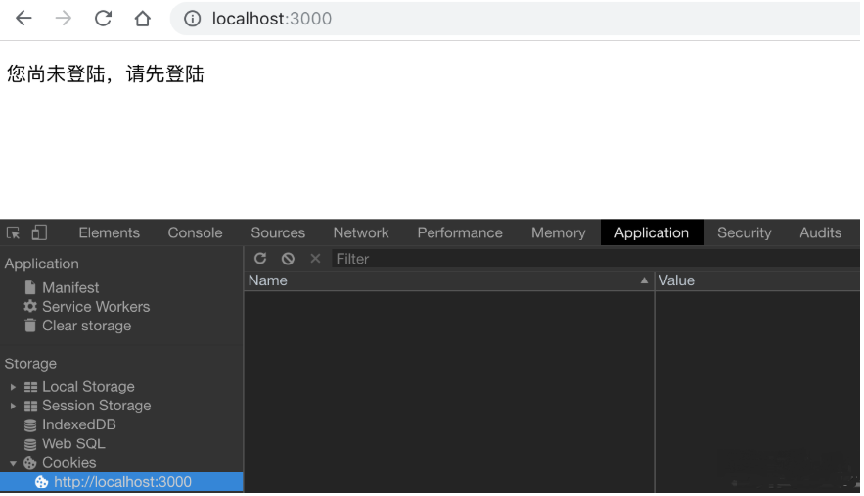 localhost:3000
您尚未登陆，请先登陆
Elements Console Sources Network Performance Memory Application Security Audits
Application
Filter
Name Value
Manifest
Service Workers
Clear storage
Storage
Local Storage
Session Storage
IndexedDB
Web SQL
Cookies
http://localhost:3000